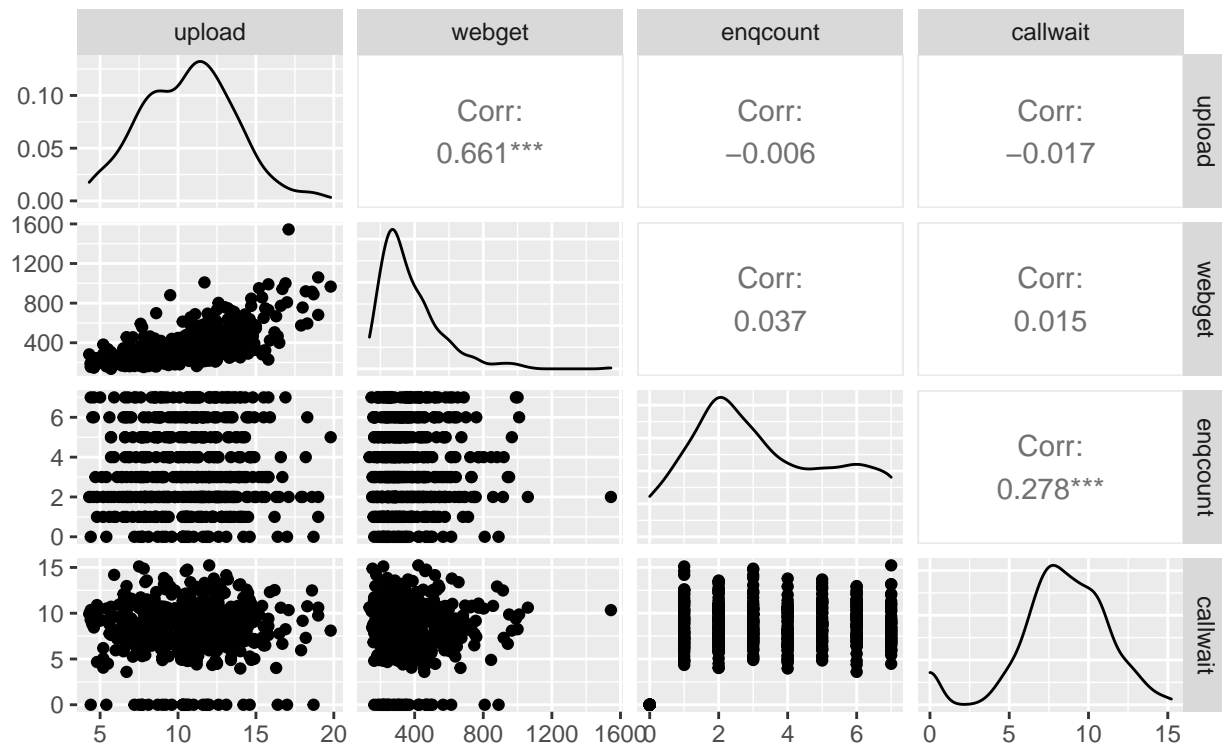 upload webget enqcount callwait
0.10
0.05
0.00
Corr:
0.661***
Corr:
−0.006
Corr:
−0.017
upload
1600
1200
800
400
Corr:
0.037
Corr:
0.015
webget
6
4
2
0
Corr:
0.278***
enqcount
15
10
5
0
callwait
5 10 15 20 400 800 1200 1600 0 2 4 6 0 5 10 15